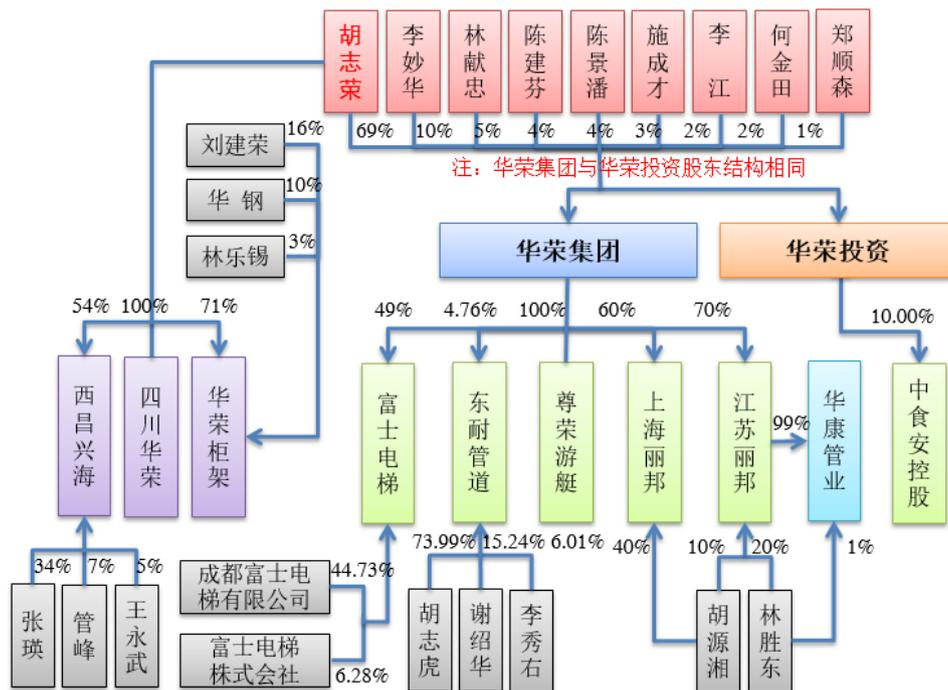 胡志荣
李妙华
林献忠
陈建芬
陈景潘
施成才
李江
何金田
郑顺森
69%
10%
5%
4%
4%
3%
2%
2%
1%
注：华荣集团与华荣投资股东结构相同
刘建荣
16%
华 钢
10%
林乐锡
3%
华荣集团
华荣投资
54%
100%
71%
49%
4.76%
100%
60%
70%
10.00%
西昌兴海
四川华荣
华荣柜架
富士电梯
东耐管道
尊荣游艇
上海丽邦
江苏丽邦
99%
华康管业
中食安控股
34%
7%
5%
张瑛
管峰
王永武
成都富士电
梯有限公司
44.73%
富士电梯
株式会社
6.28%
73.99%
15.24%
6.01%
胡志虎
谢绍华
李秀右
40%
10%
20%
1%
胡源湘
林胜东